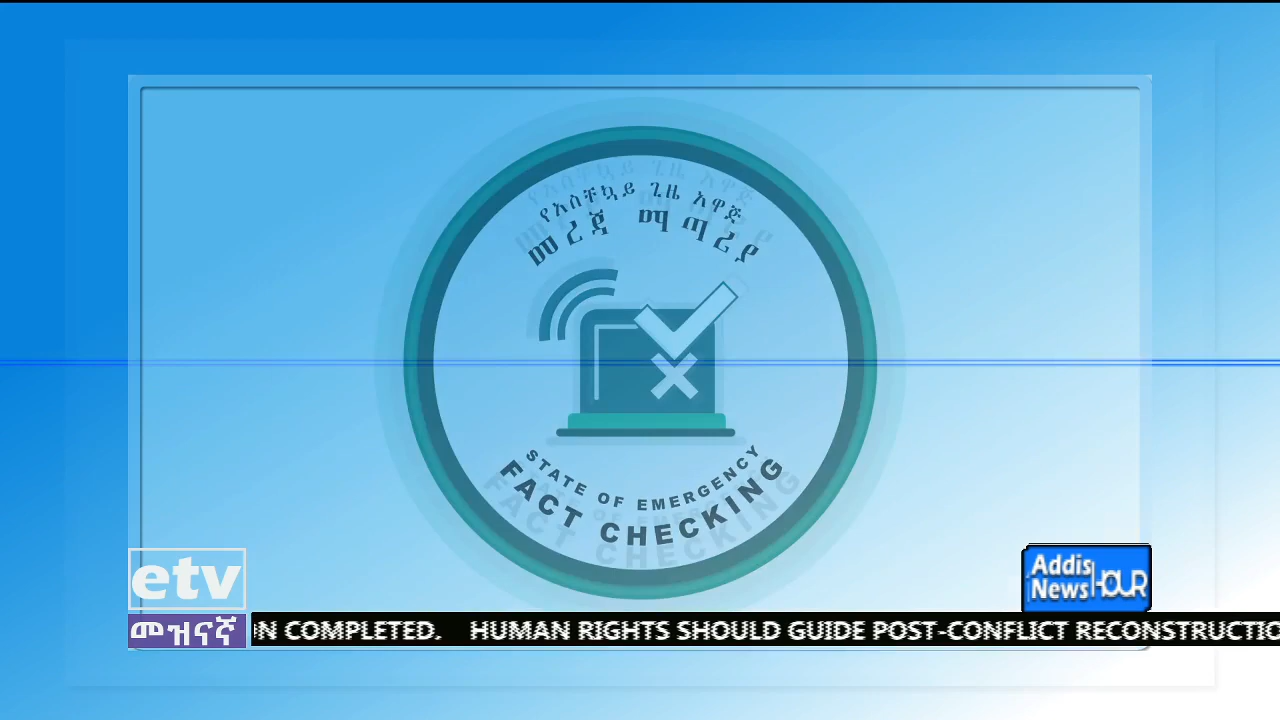 የአስቸኳይ ጊዜ አዋጅ
መረጃ ማጣሪያ
STATE OF EMERGENCY
FACT CHECKING
etv
መዝናኛ
Addis
News HOUR
N COMPLETED. HUMAN RIGHTS SHOULD GUIDE POST-CONFLICT RECONSTRUCTIO